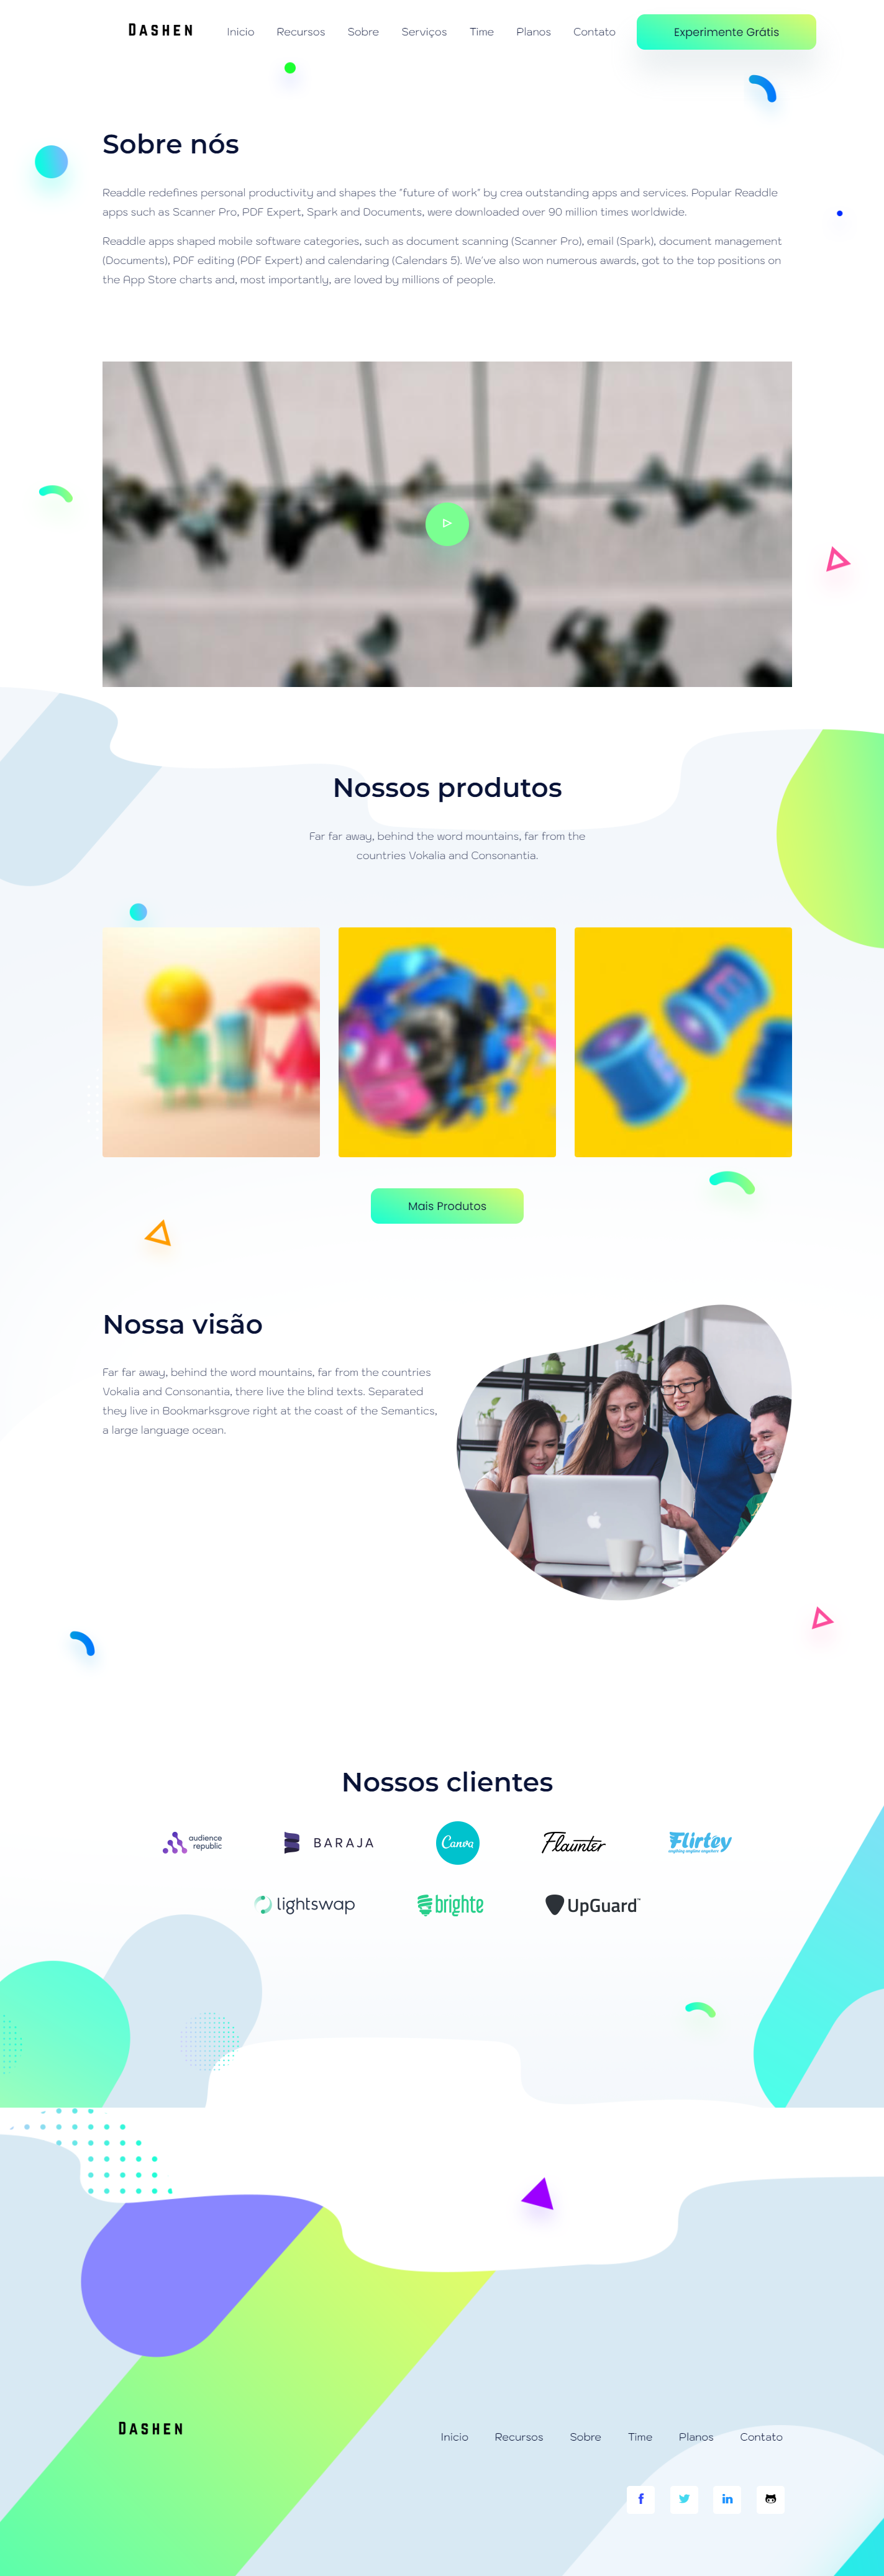 DASHEN
Inicio Recursos Sobre Serviços Time Planos Contato Experimente Grátis
Sobre nós
Readdle redefines personal productivity and shapes the "future of work" by crea outstanding apps and services. Popular Readdle
apps such as Scanner Pro, PDF Expert, Spark and Documents, were downloaded over 90 million times worldwide.
Readdle apps shaped mobile software categories, such as document scanning (Scanner Pro), email (Spark), document management
(Documents), PDF editing (PDF Expert) and calendaring (Calendars 5). We've also won numerous awards, got to the top positions on
the App Store charts and, most importantly, are loved by millions of people.
Nossos produtos
Far far away, behind the word mountains, far from the
countries Vokalia and Consonantia.
Mais Produtos
Nossa visão
Far far away, behind the word mountains, far from the countries
Vokalia and Consonantia, there live the blind texts. Separated
they live in Bookmarksgrove right at the coast of the Semantics,
a large language ocean.
Nossos clientes
audience
republic
BARAJA
Canva
Flaunter
Flirtey
anything anytime anywhere
lightswap
brighte
UpGuard™
DASHEN
Inicio Recursos Sobre Time Planos Contato